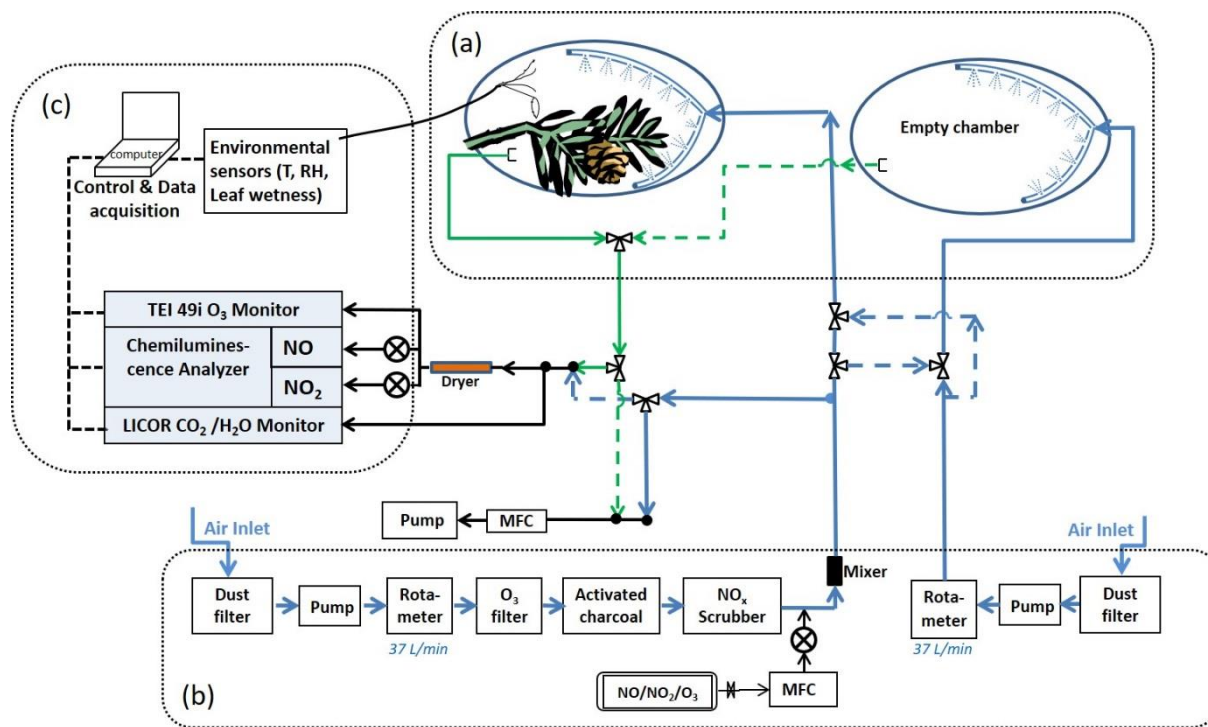 (a)
(c)
computer
Control & Data
acquisition
Environmental
sensors (T, RH,
Leaf wetness)
Empty chamber
TEI 49i O₃ Monitor
Chemilumines-
cence Analyzer
NO
NO₂
LICOR CO₂ /H₂O Monitor
Dryer
Pump
MFC
Air Inlet
Air Inlet
Mixer
Dust
filter
Pump
Rota-
meter
37 L/min
O₃
filter
Activated
charcoal
NOₓ
Scrubber
Rota-
meter
37 L/min
Pump
Dust
filter
(b)
NO/NO₂/O₃
MFC